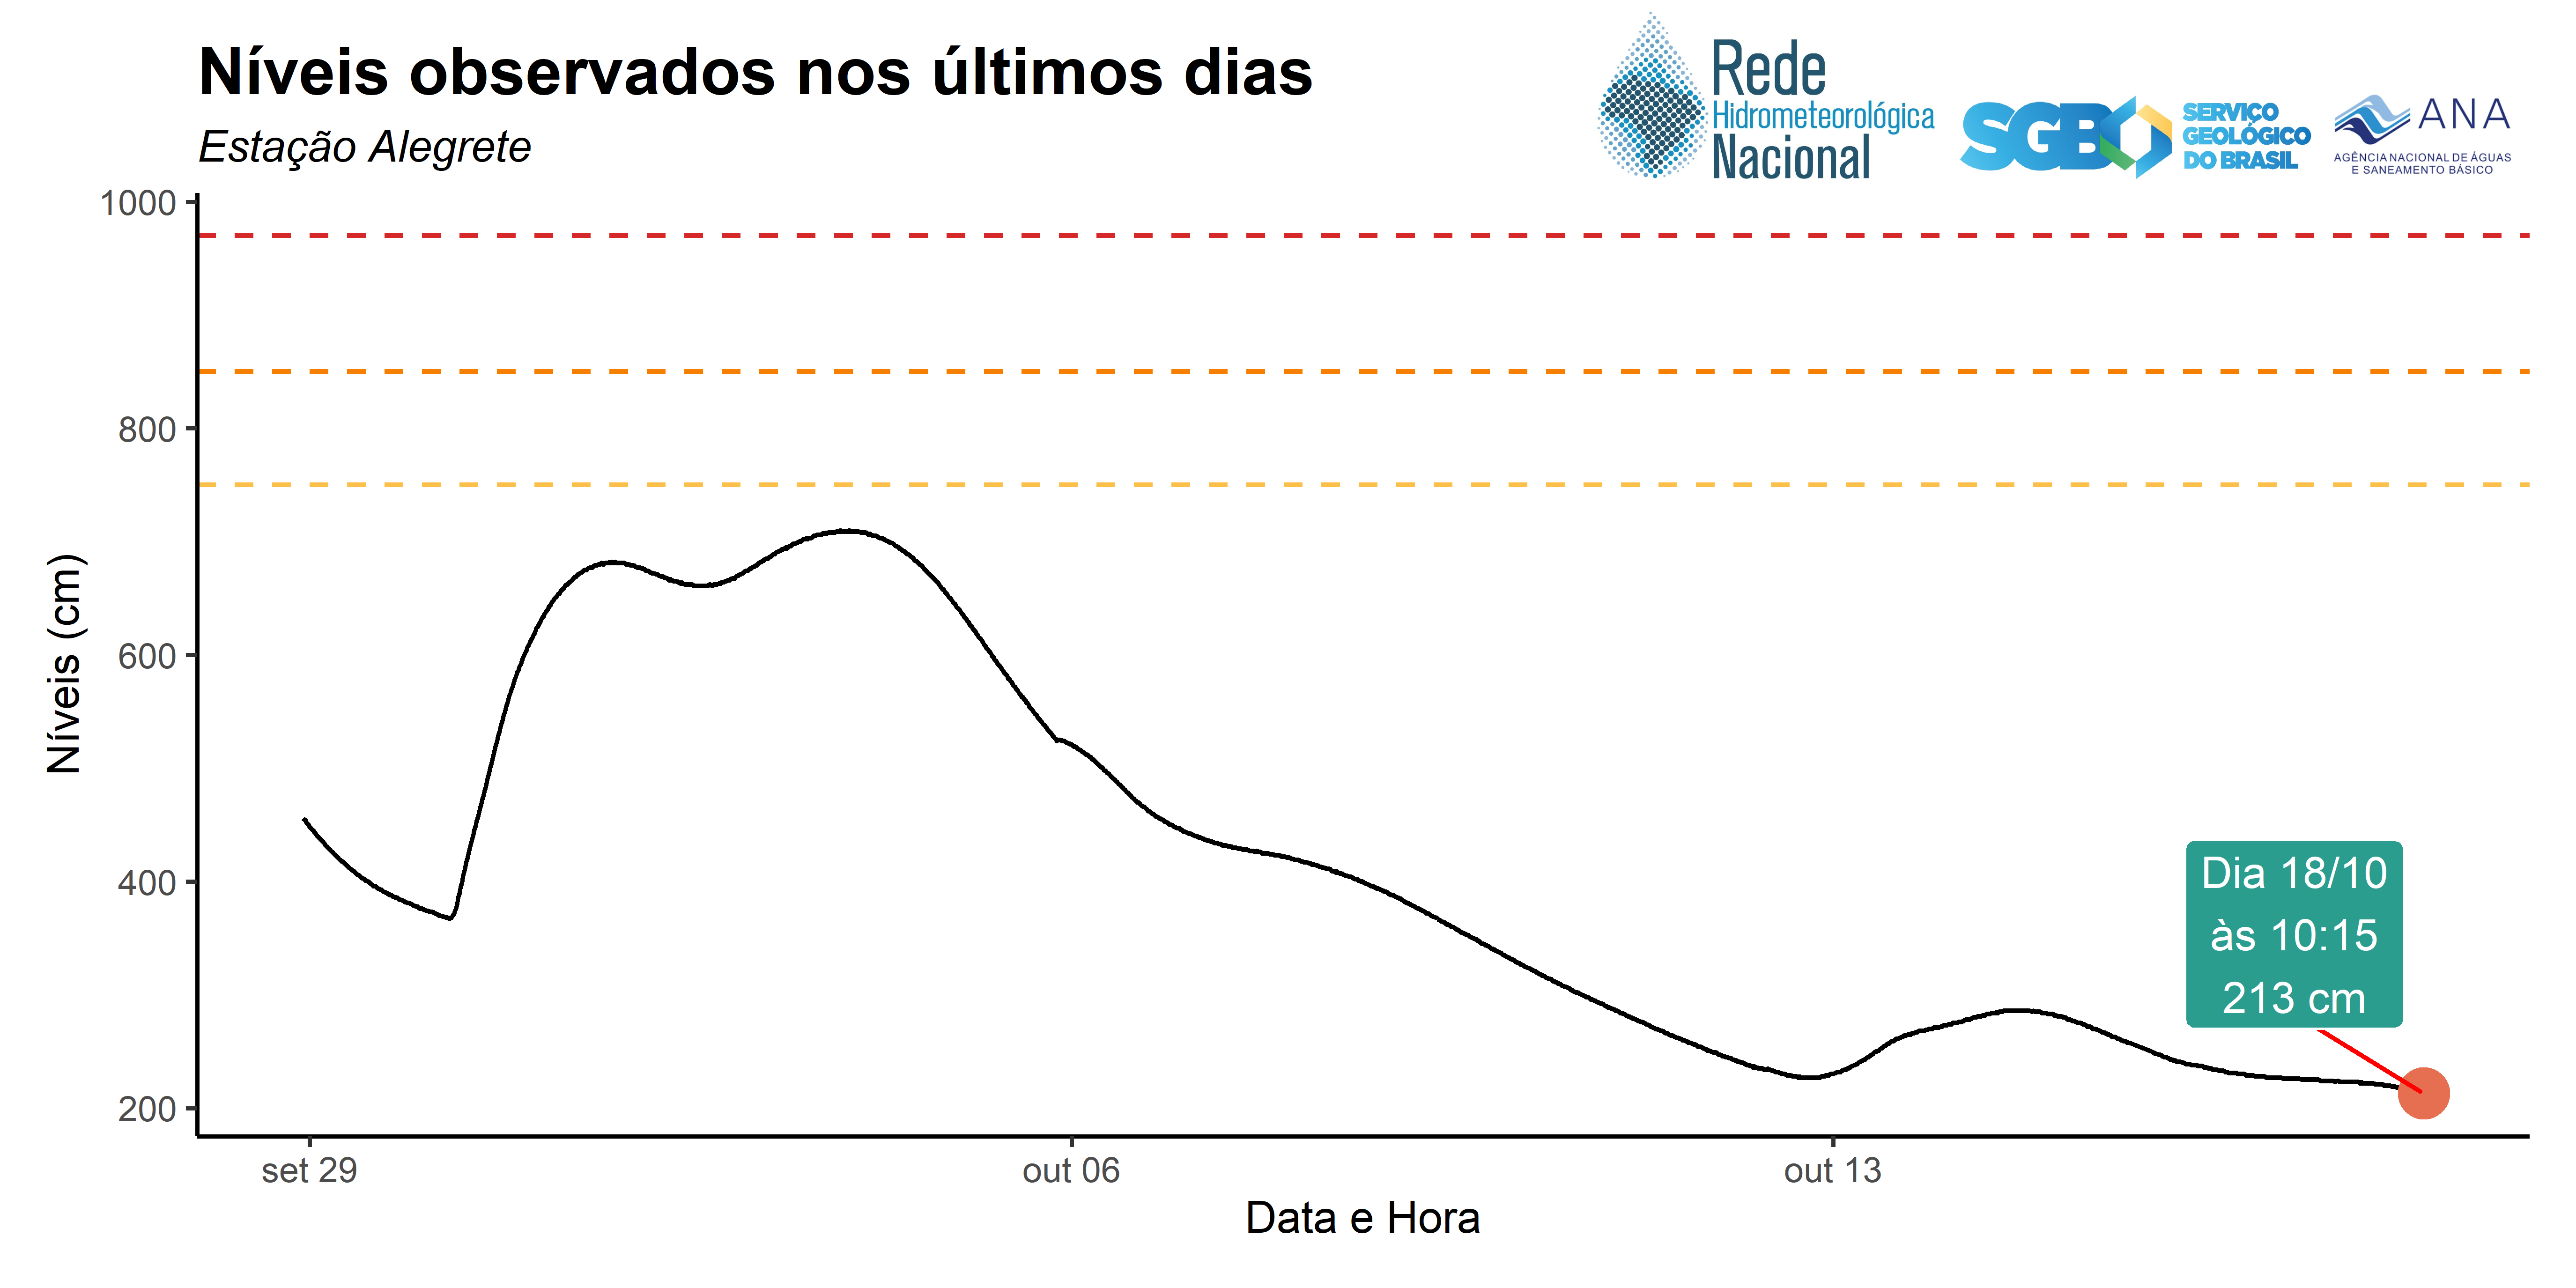 Níveis observados nos últimos dias
Estação Alegrete
Rede
Hidrometeorológica
Nacional
SGB
SERVIÇO
GEOLÓGICO
DO BRASIL
ANA
AGÊNCIA NACIONAL DE ÁGUAS
E SANEAMENTO BÁSICO
1000
800
600
400
200
Níveis (cm)
Dia 18/10
às 10:15
213 cm
set 29
out 06
out 13
Data e Hora